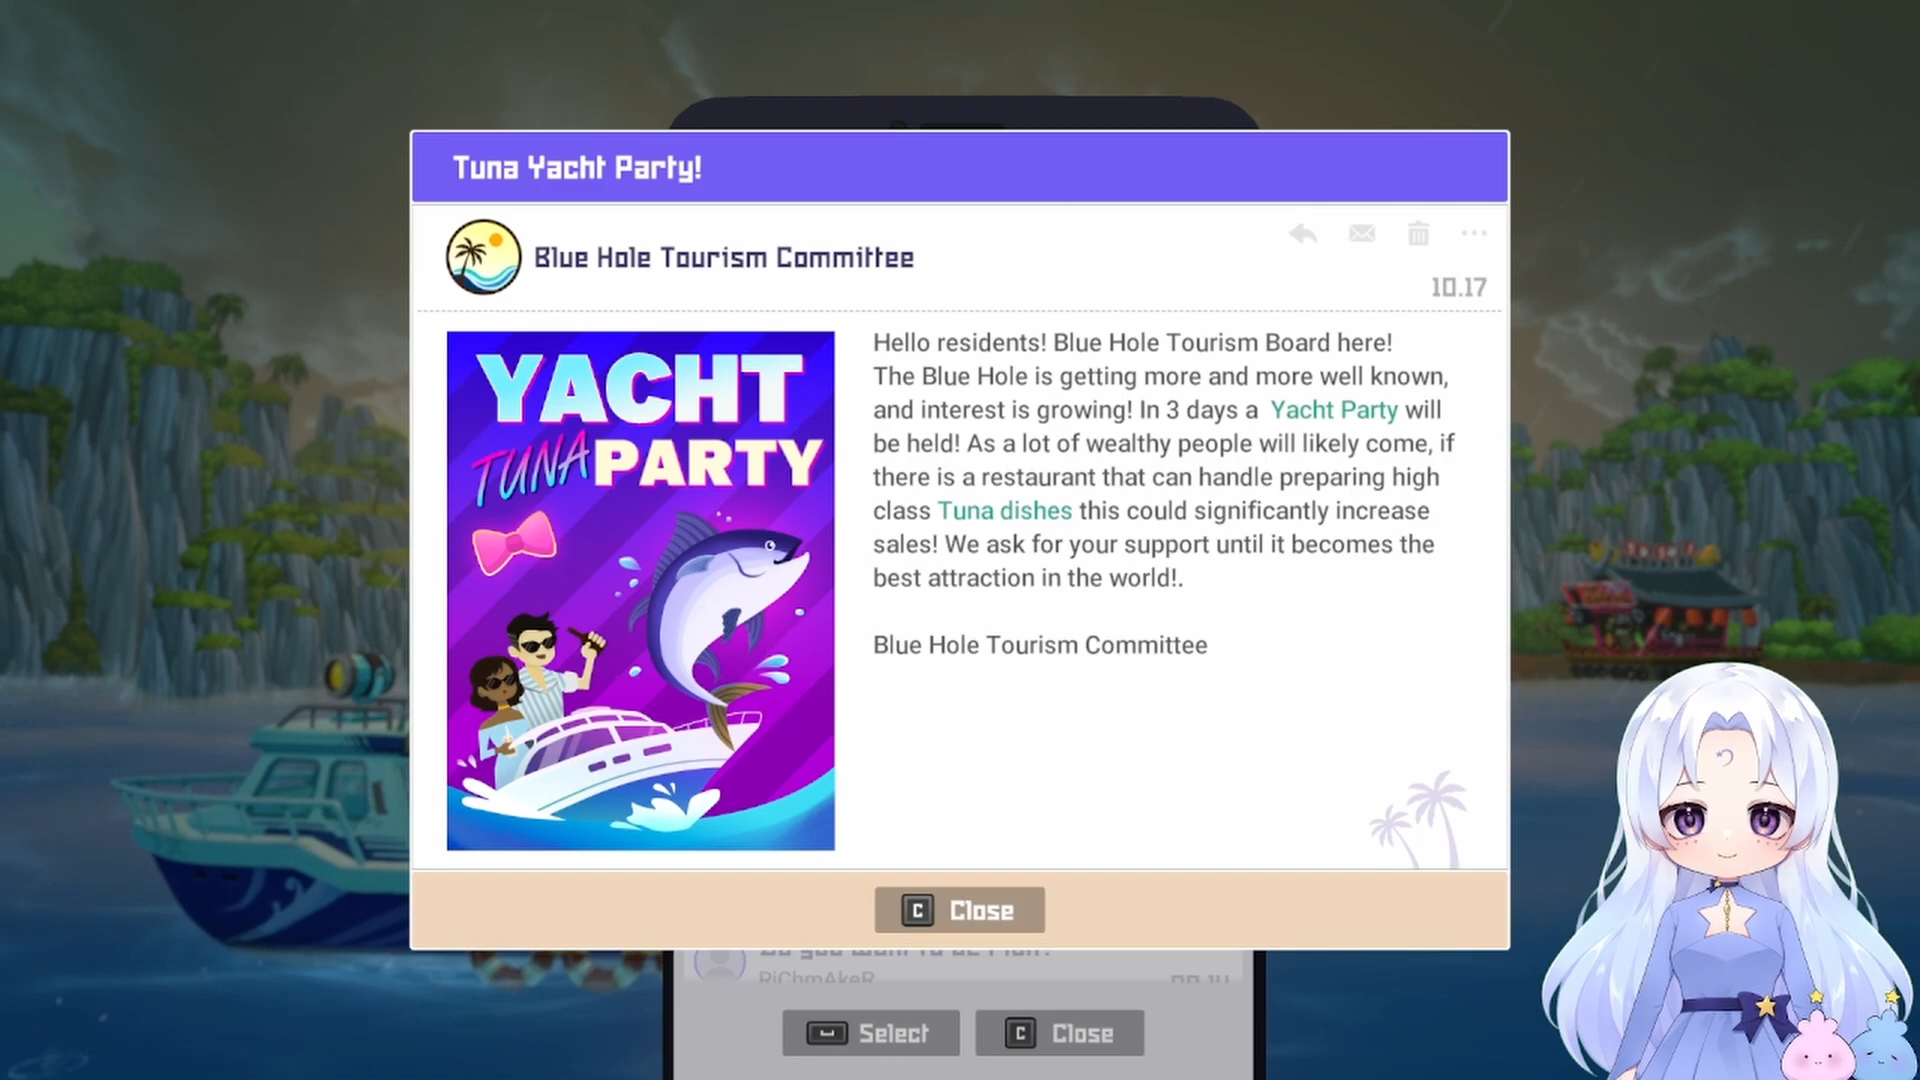 Tuna Yacht Party!
Blue Hole Tourism Committee
10.17
YACHT
TUNA PARTY
Hello residents! Blue Hole Tourism Board here!
The Blue Hole is getting more and more well known,
and interest is growing! In 3 days a Yacht Party will
be held! As a lot of wealthy people will likely come, if
there is a restaurant that can handle preparing high
class Tuna dishes this could significantly increase
sales! We ask for your support until it becomes the
best attraction in the world!.
Blue Hole Tourism Committee
C Close
RiChmAkeR
Select
C Close